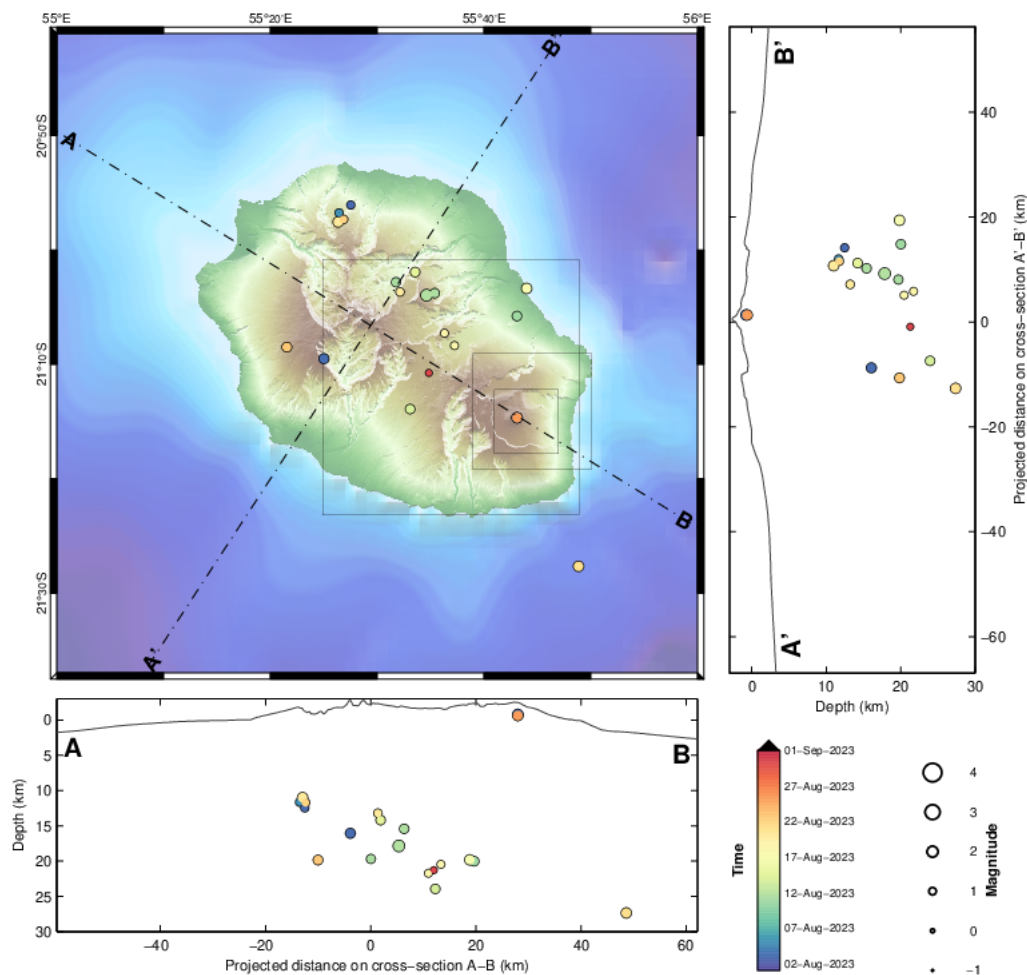 55°E 55°20'E 55°40'E 56°E
20°50'S
21°10'S
21°30'S
A
B'
A'
B
B'
A'
40
20
0
−20
−40
−60
Projected distance on cross−section A'−B' (km)
0 10 20 30
Depth (km)
A
B
0
5
10
15
20
25
30
Depth (km)
−40 −20 0 20 40 60
Projected distance on cross−section A−B (km)
Time
01−Sep−2023
27−Aug−2023
22−Aug−2023
17−Aug−2023
12−Aug−2023
07−Aug−2023
02−Aug−2023
4
3
2
1
0
−1
Magnitude